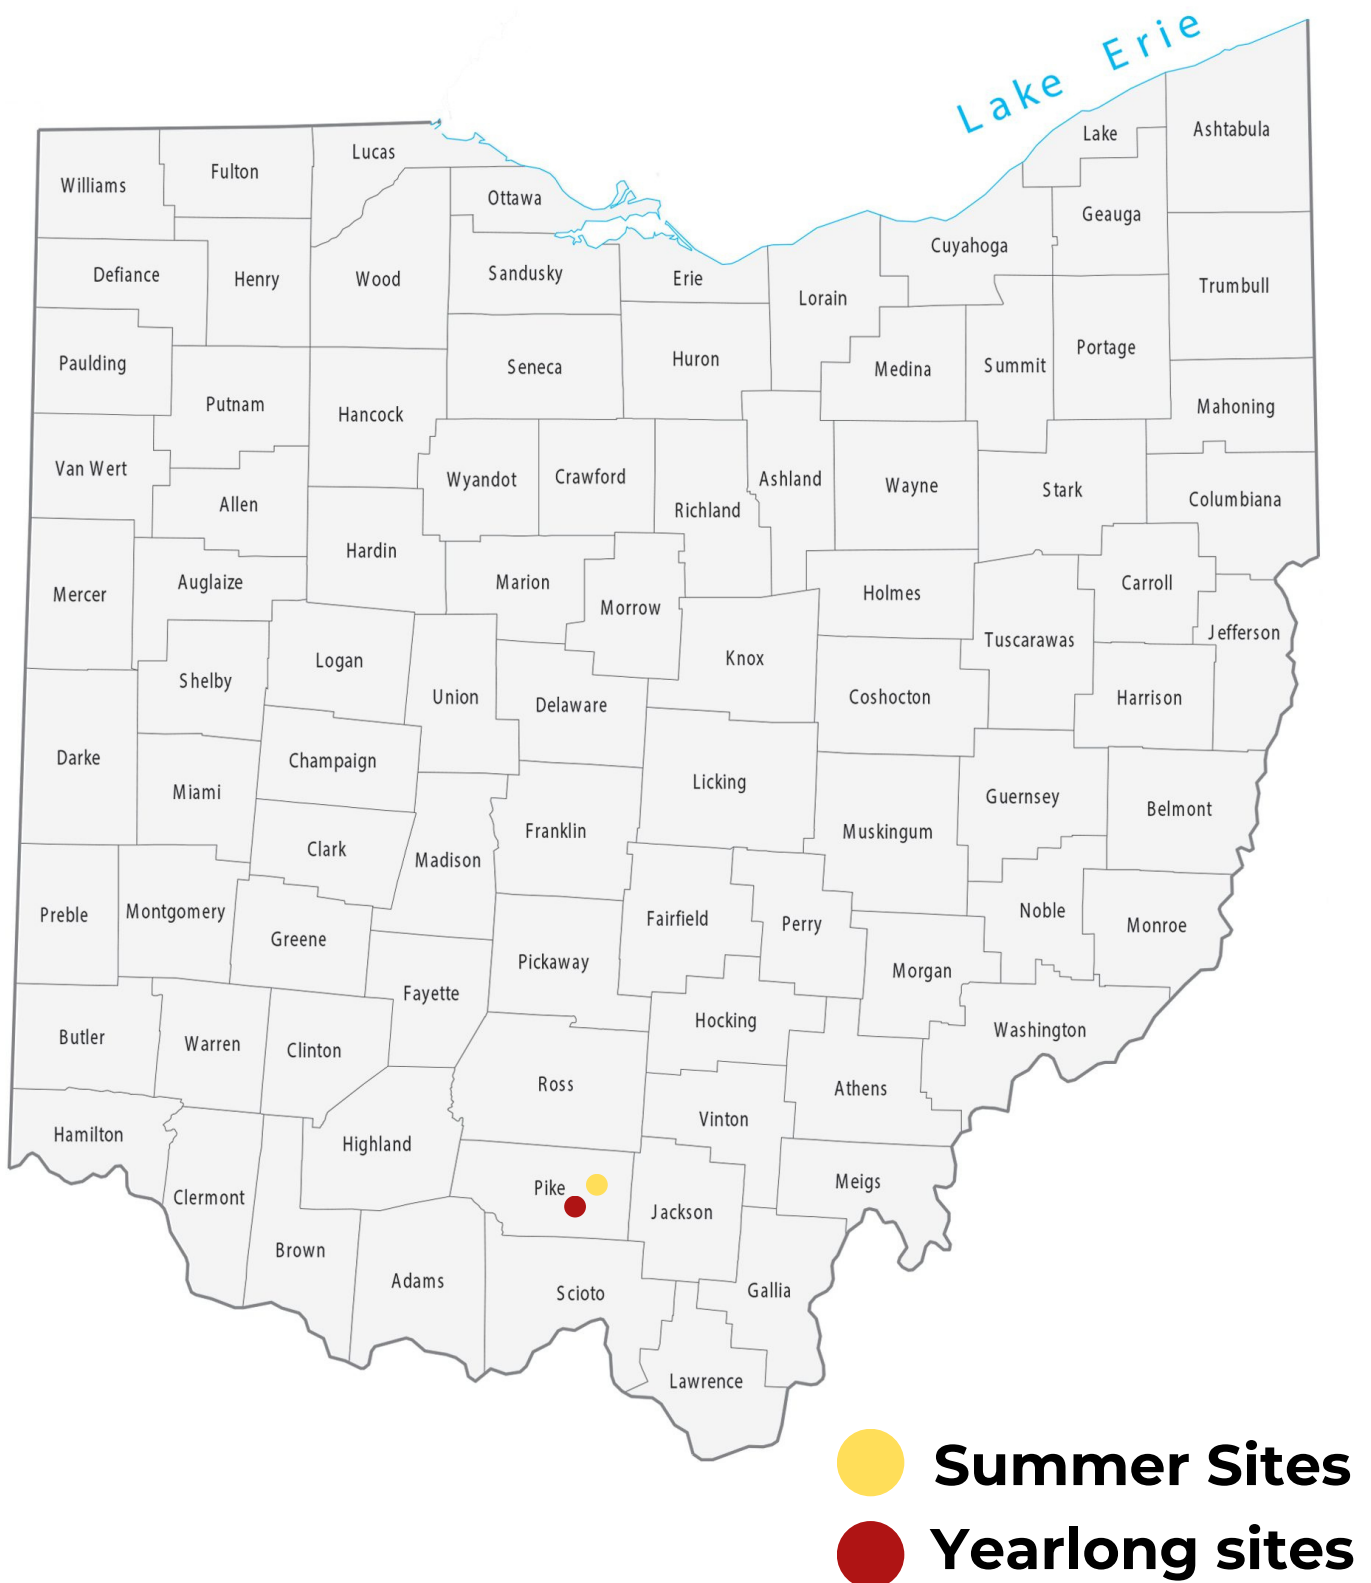 Lake Erie
Lake
Ashtabula
Lucas
Fulton
Williams
Ottawa
Geauga
Cuyahoga
Defiance
Henry
Wood
Sandusky
Erie
Lorain
Trumbull
Paulding
Seneca
Huron
Medina
Summit
Portage
Putnam
Hancock
Mahoning
Van Wert
Allen
Wyandot
Crawford
Richland
Ashland
Wayne
Stark
Columbiana
Hardin
Mercer
Auglaize
Marion
Morrow
Holmes
Carroll
Tuscarawas
Jefferson
Logan
Shelby
Union
Knox
Delaware
Coshocton
Harrison
Darke
Champaign
Miami
Licking
Guernsey
Belmont
Clark
Madison
Franklin
Muskingum
Preble
Montgomery
Greene
Fairfield
Perry
Noble
Monroe
Pickaway
Morgan
Fayette
Hocking
Washington
Butler
Warren
Clinton
Ross
Athens
Vinton
Hamilton
Highland
Clermont
Pike
Jackson
Meigs
Brown
Adams
Scioto
Gallia
Lawrence
Summer Sites
Yearlong sites